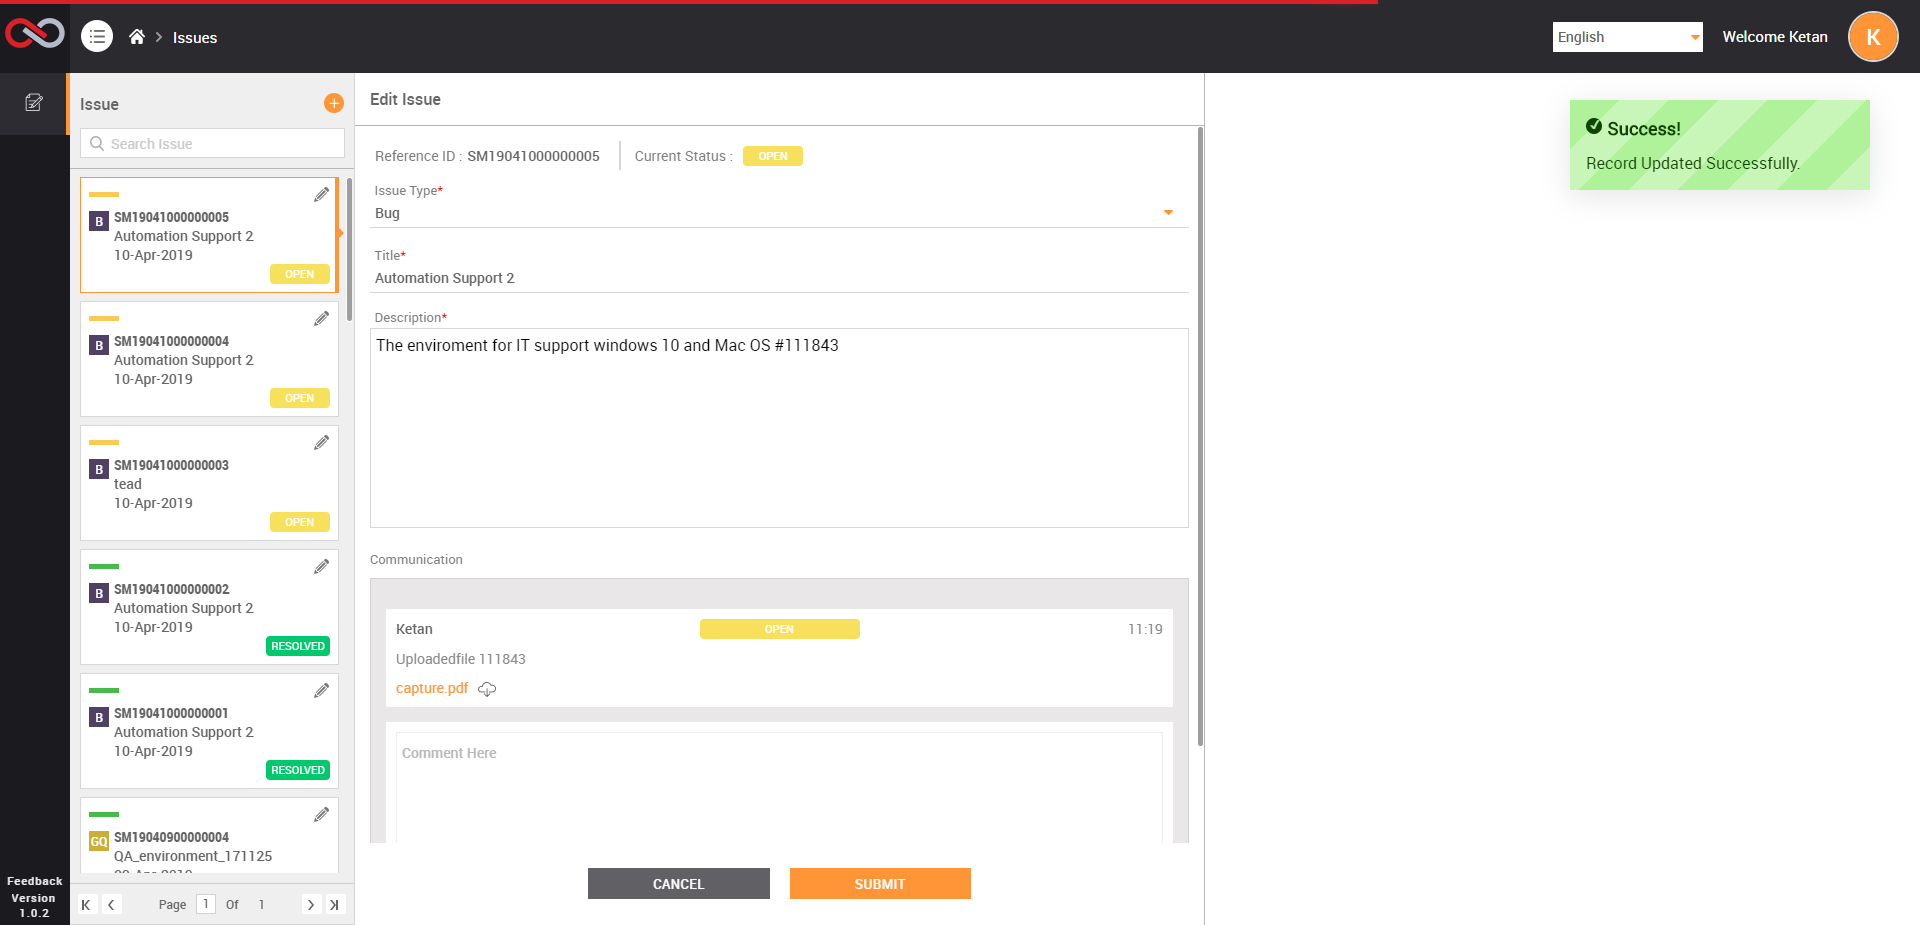 Issues
English
Welcome Ketan
K
Issue
Search Issue
B
SM19041000000005
Automation Support 2
10-Apr-2019
OPEN
B
SM19041000000004
Automation Support 2
10-Apr-2019
OPEN
B
SM19041000000003
tead
10-Apr-2019
OPEN
B
SM19041000000002
Automation Support 2
10-Apr-2019
RESOLVED
B
SM19041000000001
Automation Support 2
10-Apr-2019
RESOLVED
GQ
SM19040900000004
QA_environment_171125
Page 1 Of 1
Feedback
Version
1.0.2
Edit Issue
Reference ID : SM19041000000005
Current Status : OPEN
Issue Type*
Bug
Title*
Automation Support 2
Description*
The enviroment for IT support windows 10 and Mac OS #111843
Communication
Ketan OPEN 11:19
Uploadedfile 111843
capture.pdf
Comment Here
CANCEL SUBMIT
Success!
Record Updated Successfully.